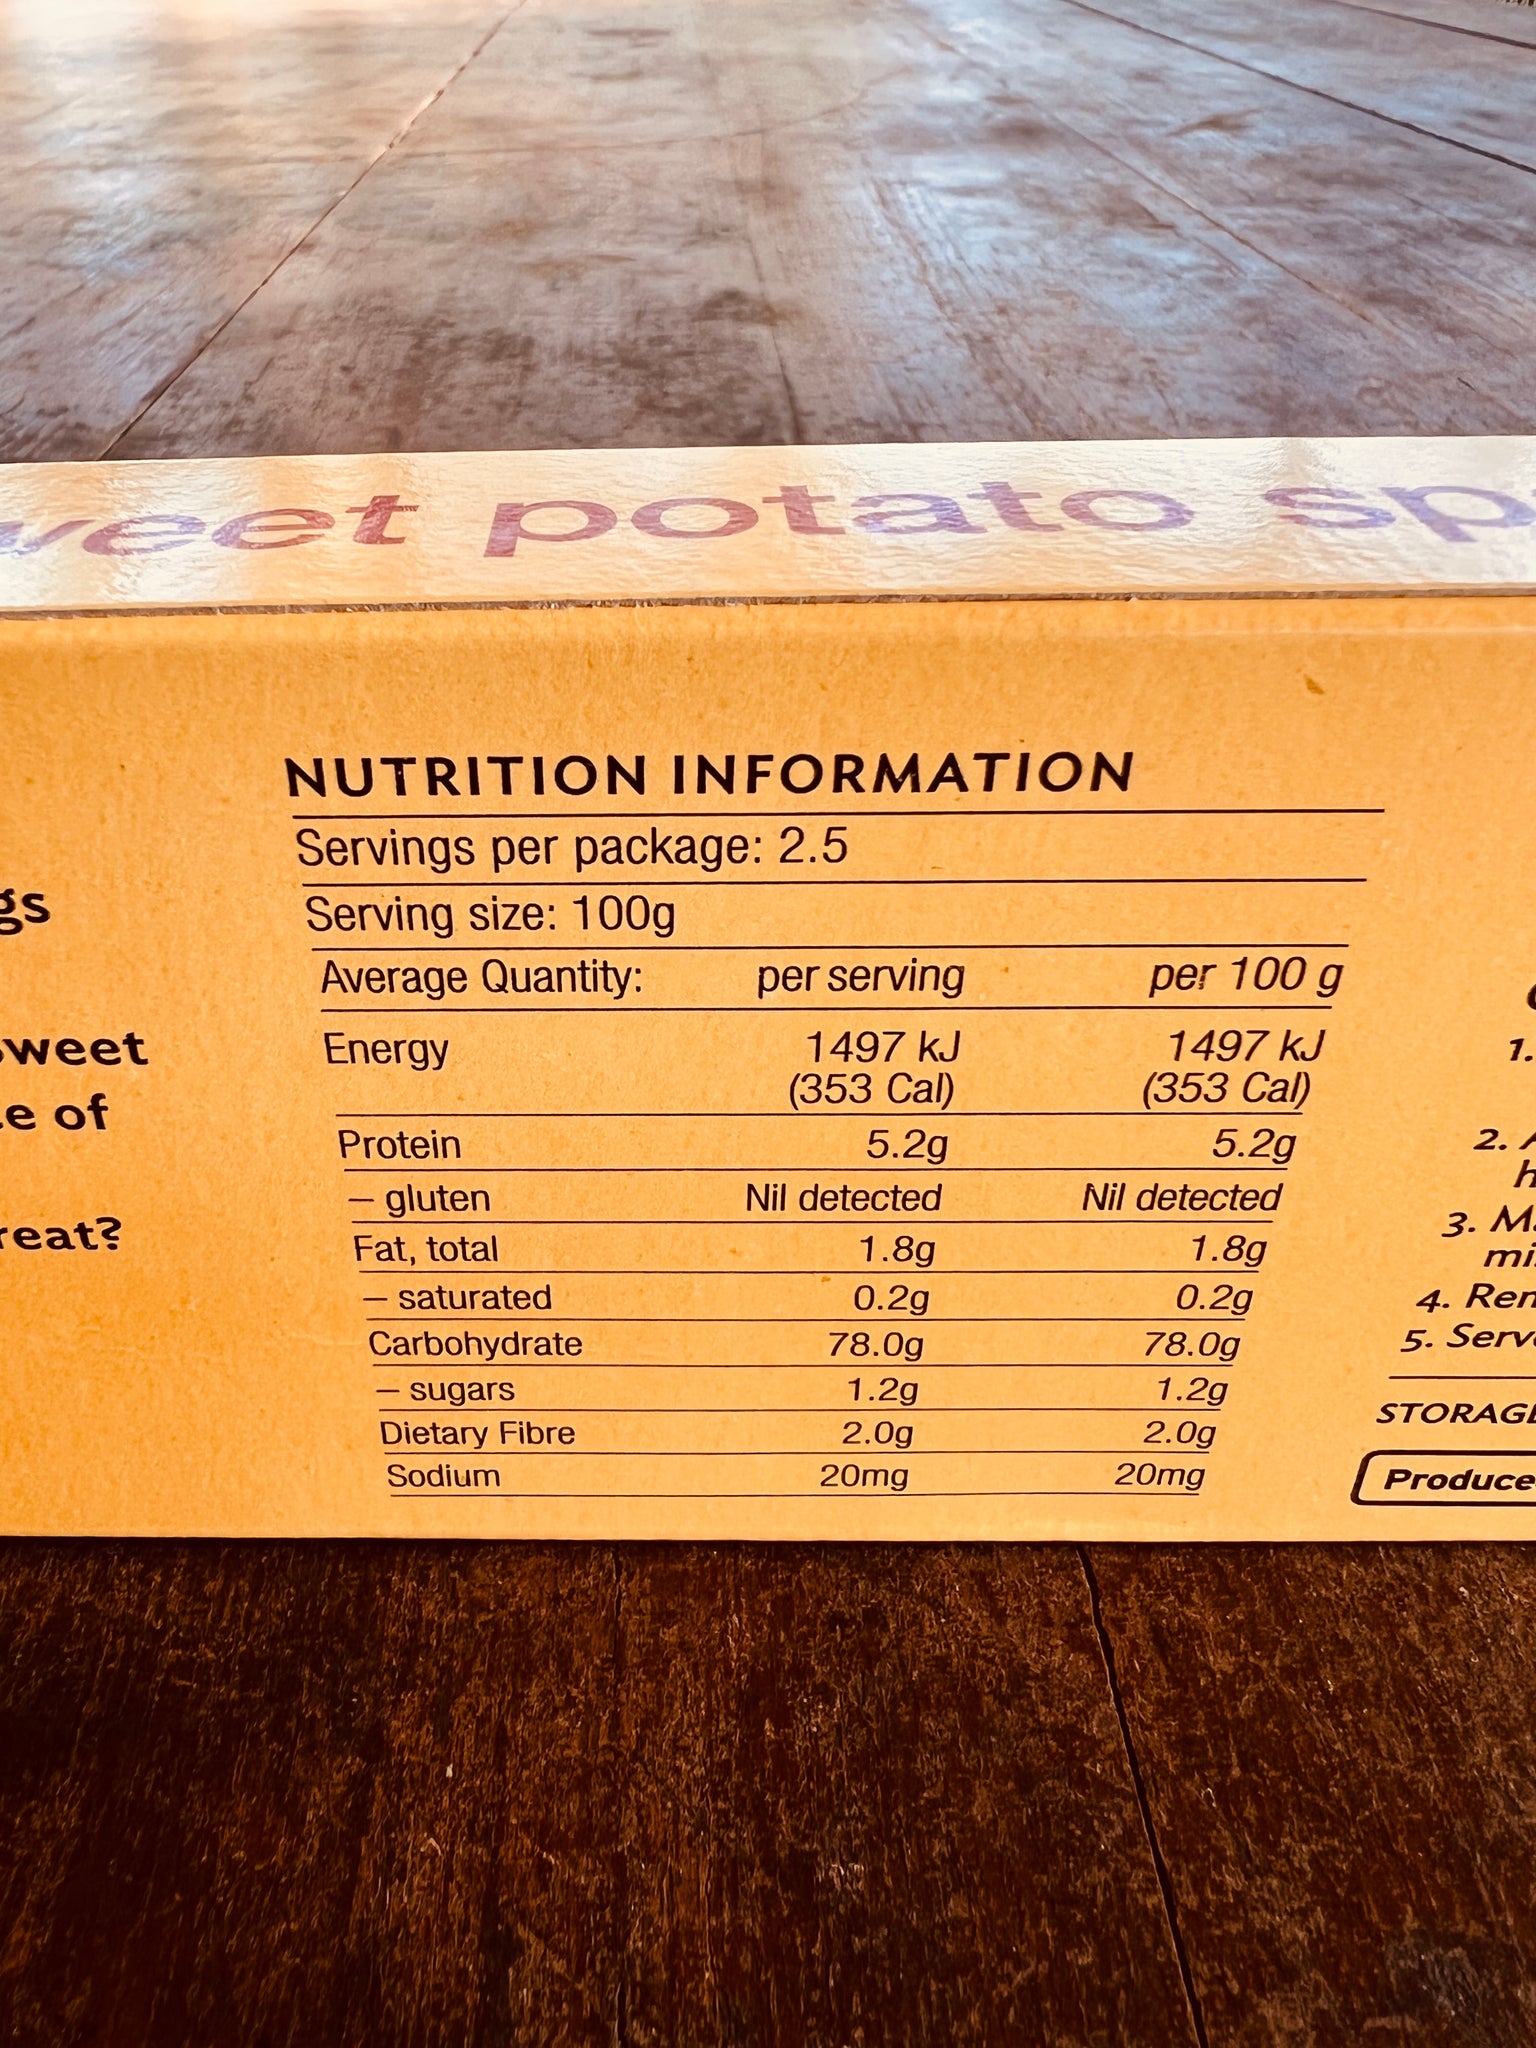 potato
NUTRITION INFORMATION
Servings per package: 2.5
Serving size: 100g
Average Quantity: per serving per 100 g
Energy 1497 kJ 1497 kJ
(353 Cal) (353 Cal)
Protein 5.2g 5.2g
– gluten Nil detected Nil detected
Fat, total 1.8g 1.8g
– saturated 0.2g 0.2g
Carbohydrate 78.0g 78.0g
– sugars 1.2g 1.2g
Dietary Fibre 2.0g 2.0g
Sodium 20mg 20mg
of
1.
2.
3.
4.
5.